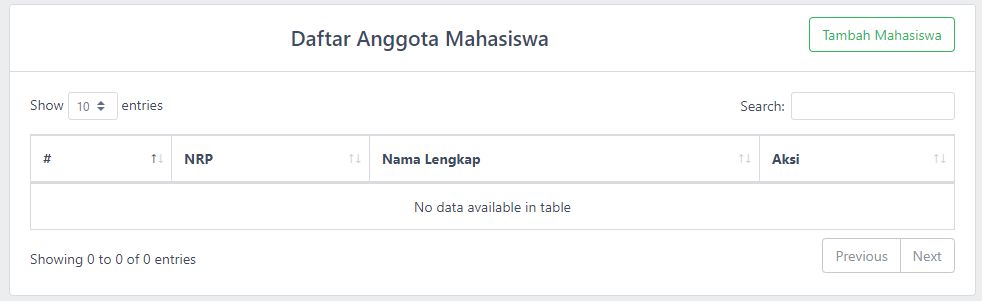 Daftar Anggota Mahasiswa
Tambah Mahasiswa
Show 10 entries
Search:
# NRP Nama Lengkap Aksi
No data available in table
Showing 0 to 0 of 0 entries
Previous Next